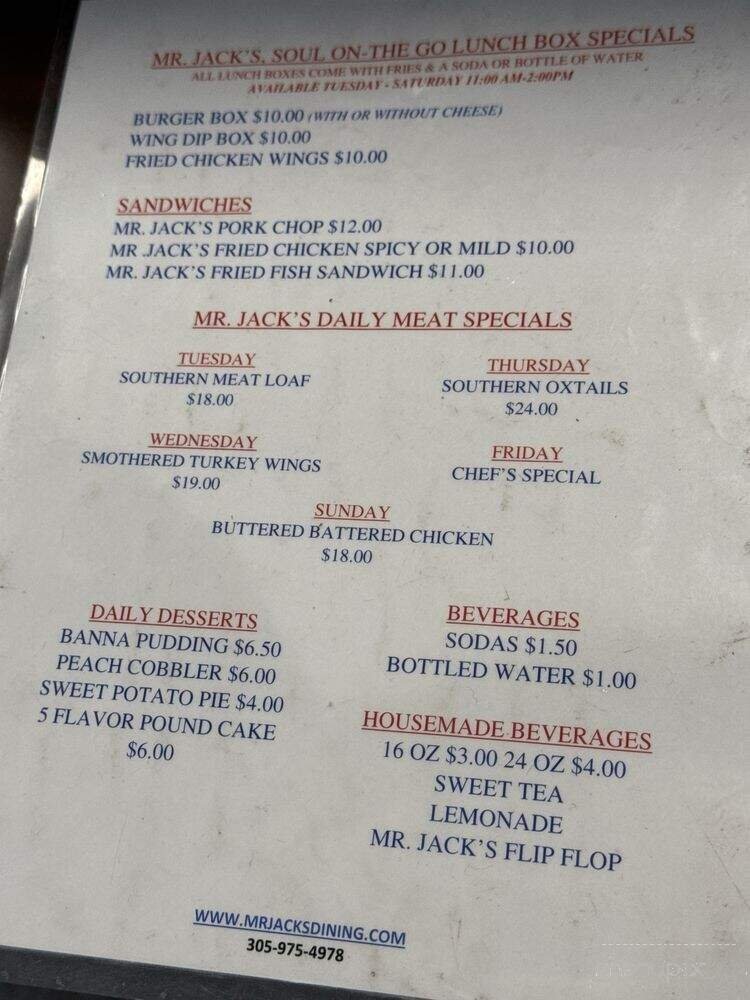 MR. JACK'S, SOUL ON-THE GO LUNCH BOX SPECIALS
ALL LUNCH BOXES COME WITH FRIES & A SODA OR BOTTLE OF WATER
AVAILABLE TUESDAY - SATURDAY 11:00 AM-2:00PM
BURGER BOX $10.00 (WITH OR WITHOUT CHEESE)
WING DIP BOX $10.00
FRIED CHICKEN WINGS $10.00
SANDWICHES
MR. JACK'S PORK CHOP $12.00
MR .JACK'S FRIED CHICKEN SPICY OR MILD $10.00
MR. JACK'S FRIED FISH SANDWICH $11.00
MR. JACK'S DAILY MEAT SPECIALS
TUESDAY
SOUTHERN MEAT LOAF
$18.00
THURSDAY
SOUTHERN OXTAILS
$24.00
WEDNESDAY
SMOTHERED TURKEY WINGS
$19.00
FRIDAY
CHEF'S SPECIAL
SUNDAY
BUTTERED BATTERED CHICKEN
$18.00
DAILY DESSERTS
BANNA PUDDING $6.50
PEACH COBBLER $6.00
SWEET POTATO PIE $4.00
5 FLAVOR POUND CAKE
$6.00
BEVERAGES
SODAS $1.50
BOTTLED WATER $1.00
HOUSEMADE BEVERAGES
16 OZ $3.00 24 OZ $4.00
SWEET TEA
LEMONADE
MR. JACK'S FLIP FLOP
WWW.MRJACKSDINING.COM
305-975-4978